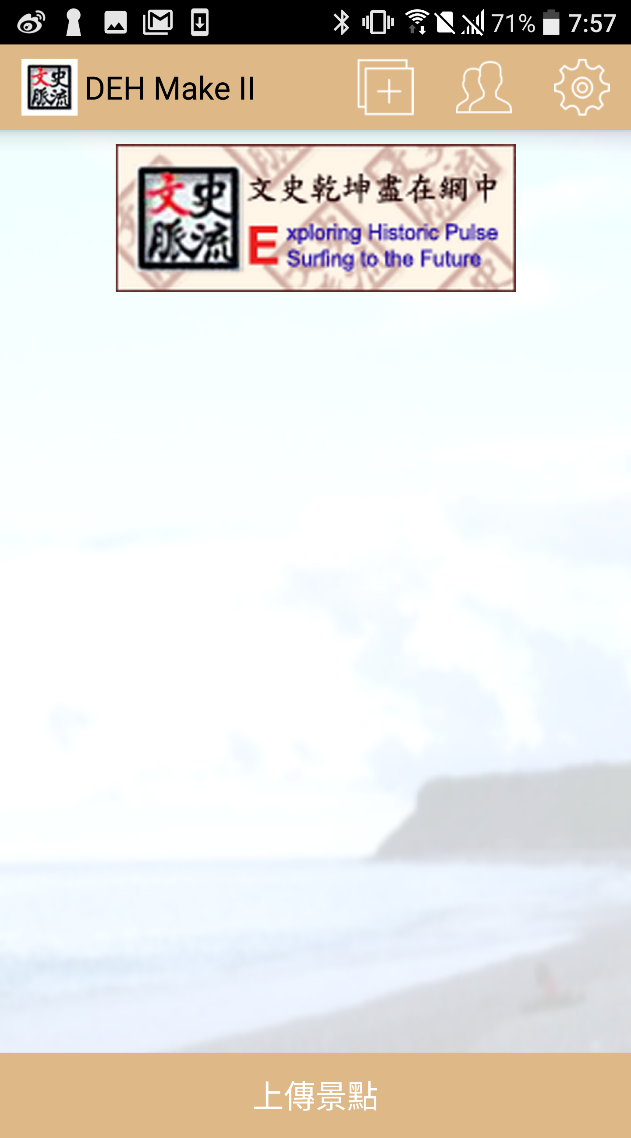 71% 7:57
文史脈流 DEH Make II
文史脈流
文史乾坤盡在網中
Exploring Historic Pulse
Surfing to the Future
上傳景點